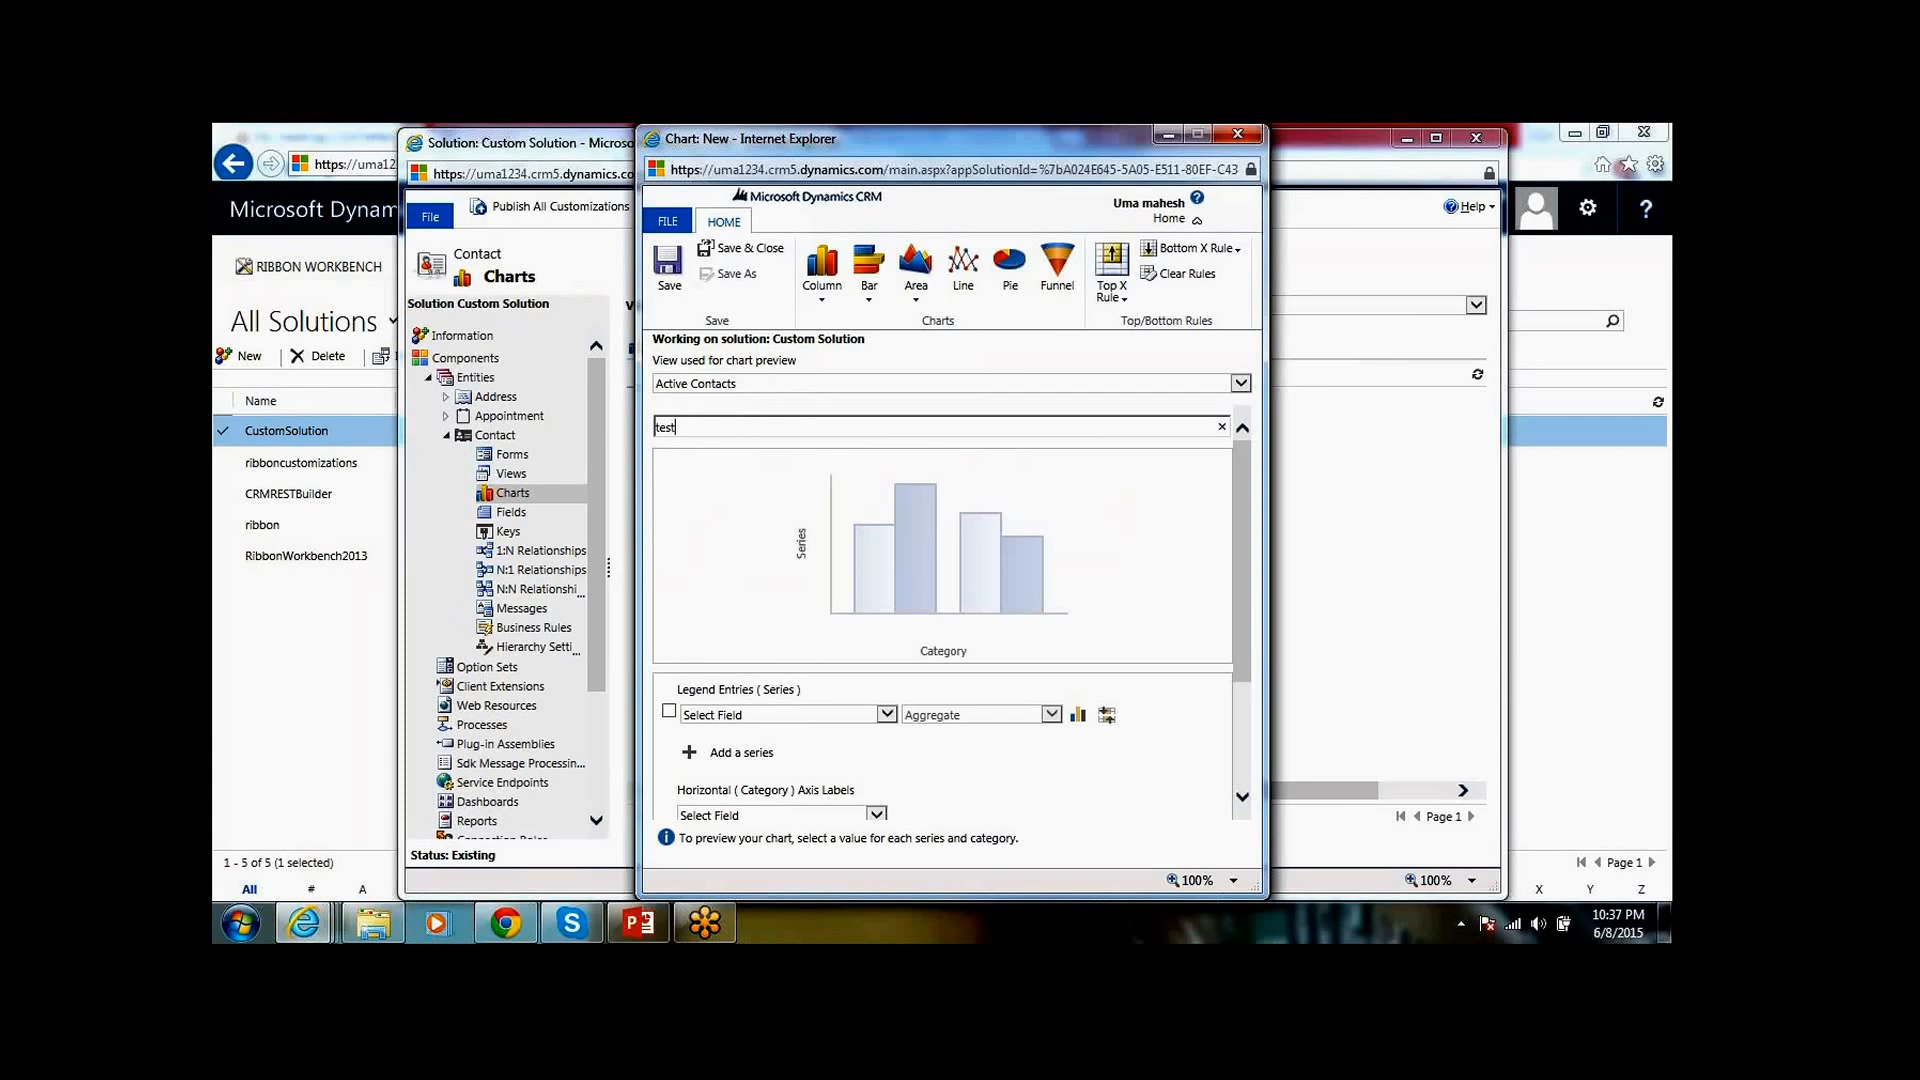 https://uma12
Microsoft Dynam
RIBBON WORKBENCH
All Solutions
New
Delete
Name
CustomSolution
ribboncustomizations
CRMRESTBuilder
ribbon
RibbonWorkbench2013
1 - 5 of 5 (1 selected)
All
#
A
Solution: Custom Solution - Microso
https://uma1234.crm5.dynamics.co
File
Publish All Customizations
Contact
Charts
Solution Custom Solution
Information
Components
Entities
Address
Appointment
Contact
Forms
Views
Charts
Fields
Keys
1:N Relationships
N:1 Relationships
N:N Relationshi...
Messages
Business Rules
Hierarchy Setti...
Option Sets
Client Extensions
Web Resources
Processes
Plug-in Assemblies
Sdk Message Processin...
Service Endpoints
Dashboards
Reports
Status: Existing
Chart: New - Internet Explorer
https://uma1234.crm5.dynamics.com/main.aspx?appSolutionId=%7bA024E645-5A05-E511-80EF-C43
Microsoft Dynamics CRM
Uma mahesh
Home
FILE
HOME
Save
Save & Close
Save As
Save
Column
Bar
Area
Line
Pie
Funnel
Charts
Top X
Rule
Bottom X Rule
Clear Rules
Top/Bottom Rules
Working on solution: Custom Solution
View used for chart preview
Active Contacts
test
Series
Category
Legend Entries ( Series )
Select Field
Aggregate
Add a series
Horizontal ( Category ) Axis Labels
Select Field
To preview your chart, select a value for each series and category.
100%
Help
Page 1
100%
Page 1
X
Y
Z
10:37 PM
6/8/2015